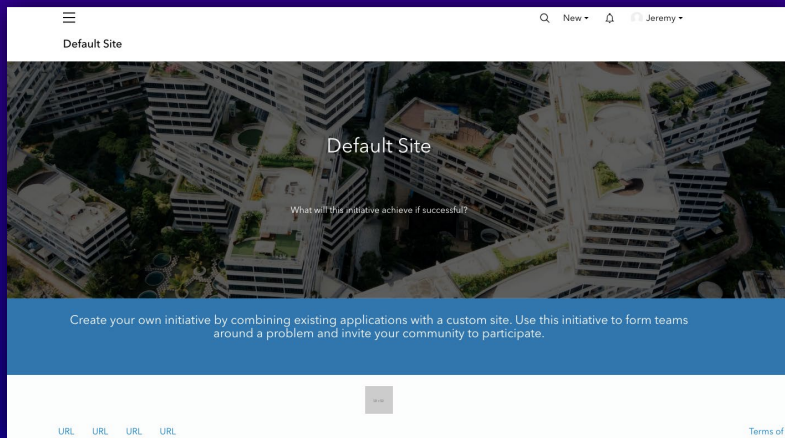 New
Jeremy
Default Site
Default Site
What will this initiative achieve if successful?
Create your own initiative by combining existing applications with a custom site. Use this initiative to form teams
around a problem and invite your community to participate.
URL URL URL URL
Terms of